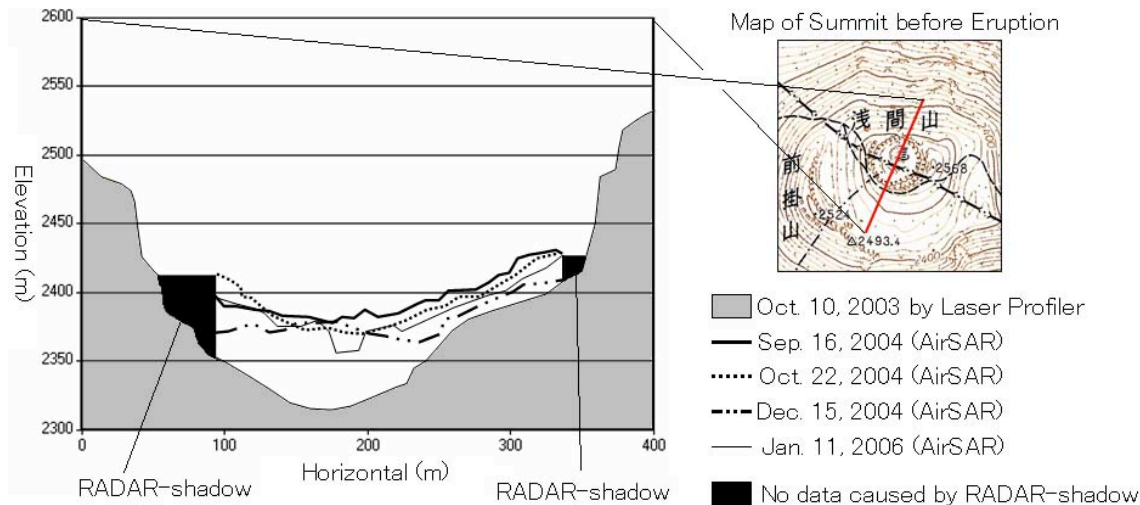 Map of Summit before Eruption
2600
2550
2500
2450
2400
2350
2300
Elevation (m)
0
100
200
300
400
Horizontal (m)
RADAR-shadow
RADAR-shadow
浅間山
前掛山
2568
2524
△2493.4
2400
2400
Oct. 10, 2003 by Laser Profiler
Sep. 16, 2004 (AirSAR)
Oct. 22, 2004 (AirSAR)
Dec. 15, 2004 (AirSAR)
Jan. 11, 2006 (AirSAR)
No data caused by RADAR-shadow